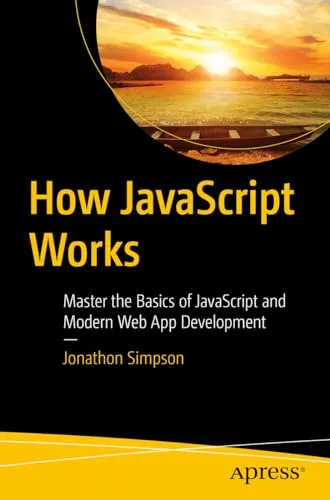 How JavaScript
Works
Master the Basics of JavaScript and
Modern Web App Development
—
Jonathon Simpson
Apress®